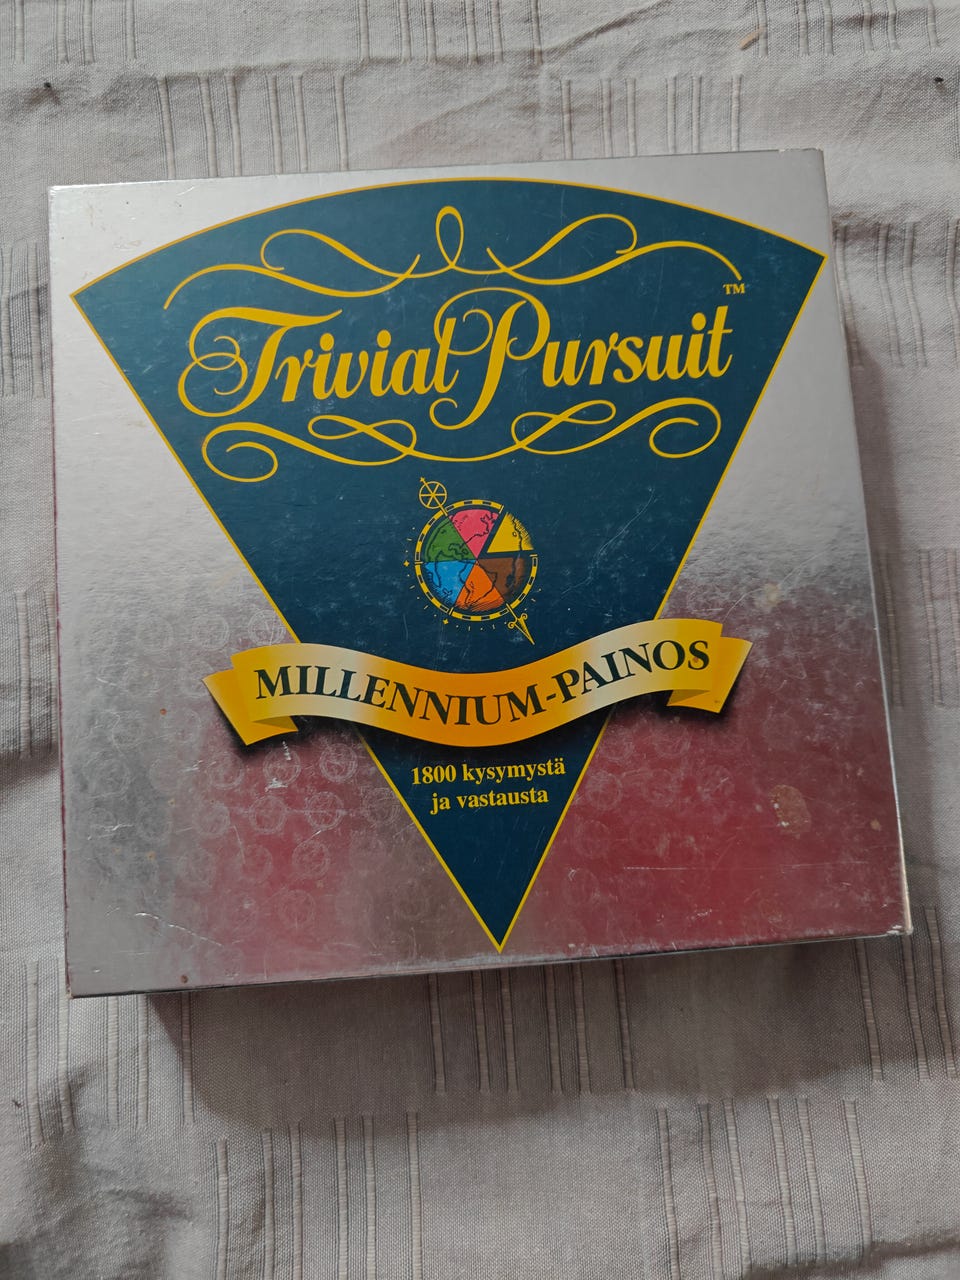 Trivial Pursuit™
MILLENNIUM-PAINOS
1800 kysymystä
ja vastausta